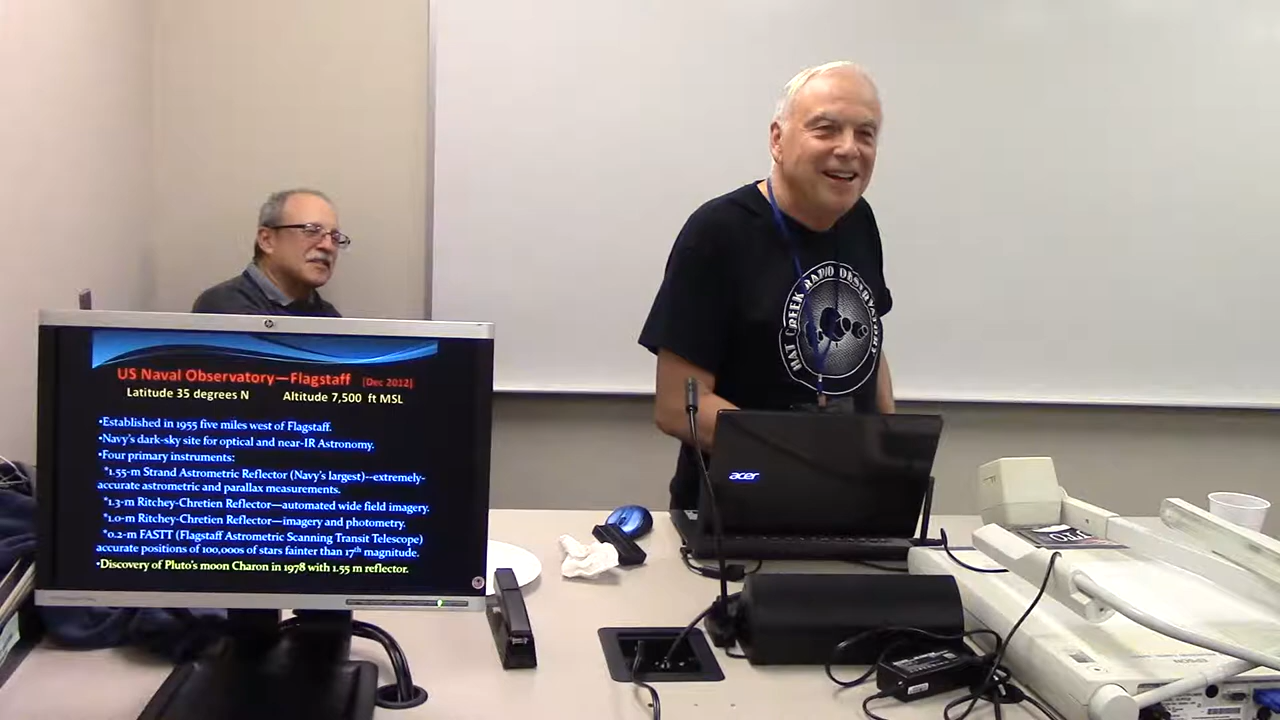 US Naval Observatory—Flagstaff [Dec 2012]
Latitude 35 degrees N Altitude 7,500 ft MSL
•Established in 1955 five miles west of Flagstaff.
•Navy's dark-sky site for optical and near-IR Astronomy.
•Four primary instruments:
*1.55-m Strand Astrometric Reflector (Navy's largest)--extremely-
accurate astrometric and parallax measurements.
*1.3-m Ritchey-Chretien Reflector—automated wide field imagery.
*1.0-m Ritchey-Chretien Reflector—imagery and photometry.
*0.2-m FASTT (Flagstaff Astrometric Scanning Transit Telescope)
accurate positions of 100,000s of stars fainter than 17th magnitude.
•Discovery of Pluto's moon Charon in 1978 with 1.55 m reflector.
hp
HAT CREEK RADIO OBSERVATORY
acer
EPSON